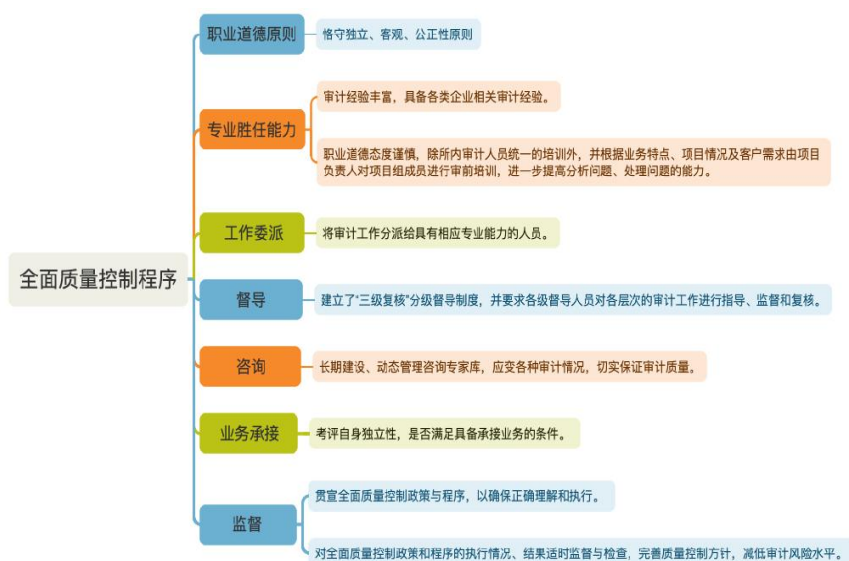 全面质量控制程序
职业道德原则
恪守独立、客观、公正性原则
专业胜任能力
审计经验丰富，具备各类企业相关审计经验。
职业道德态度谨慎，除所内审计人员统一的培训外，并根据业务特点、项目情况及客户需求由项目
负责人对项目组成员进行审前培训，进一步提高分析问题、处理问题的能力。
工作委派
将审计工作分派给具有相应专业能力的人员。
督导
建立了"三级复核"分级督导制度，并要求各级督导人员对各层次的审计工作进行指导、监督和复核。
咨询
长期建设、动态管理咨询专家库，应变各种审计情况，切实保证审计质量。
业务承接
考评自身独立性，是否满足具备承接业务的条件。
监督
贯宣全面质量控制政策与程序，以确保正确理解和执行。
对全面质量控制政策和程序的执行情况、结果适时监督与检查，完善质量控制方针，减低审计风险水平。